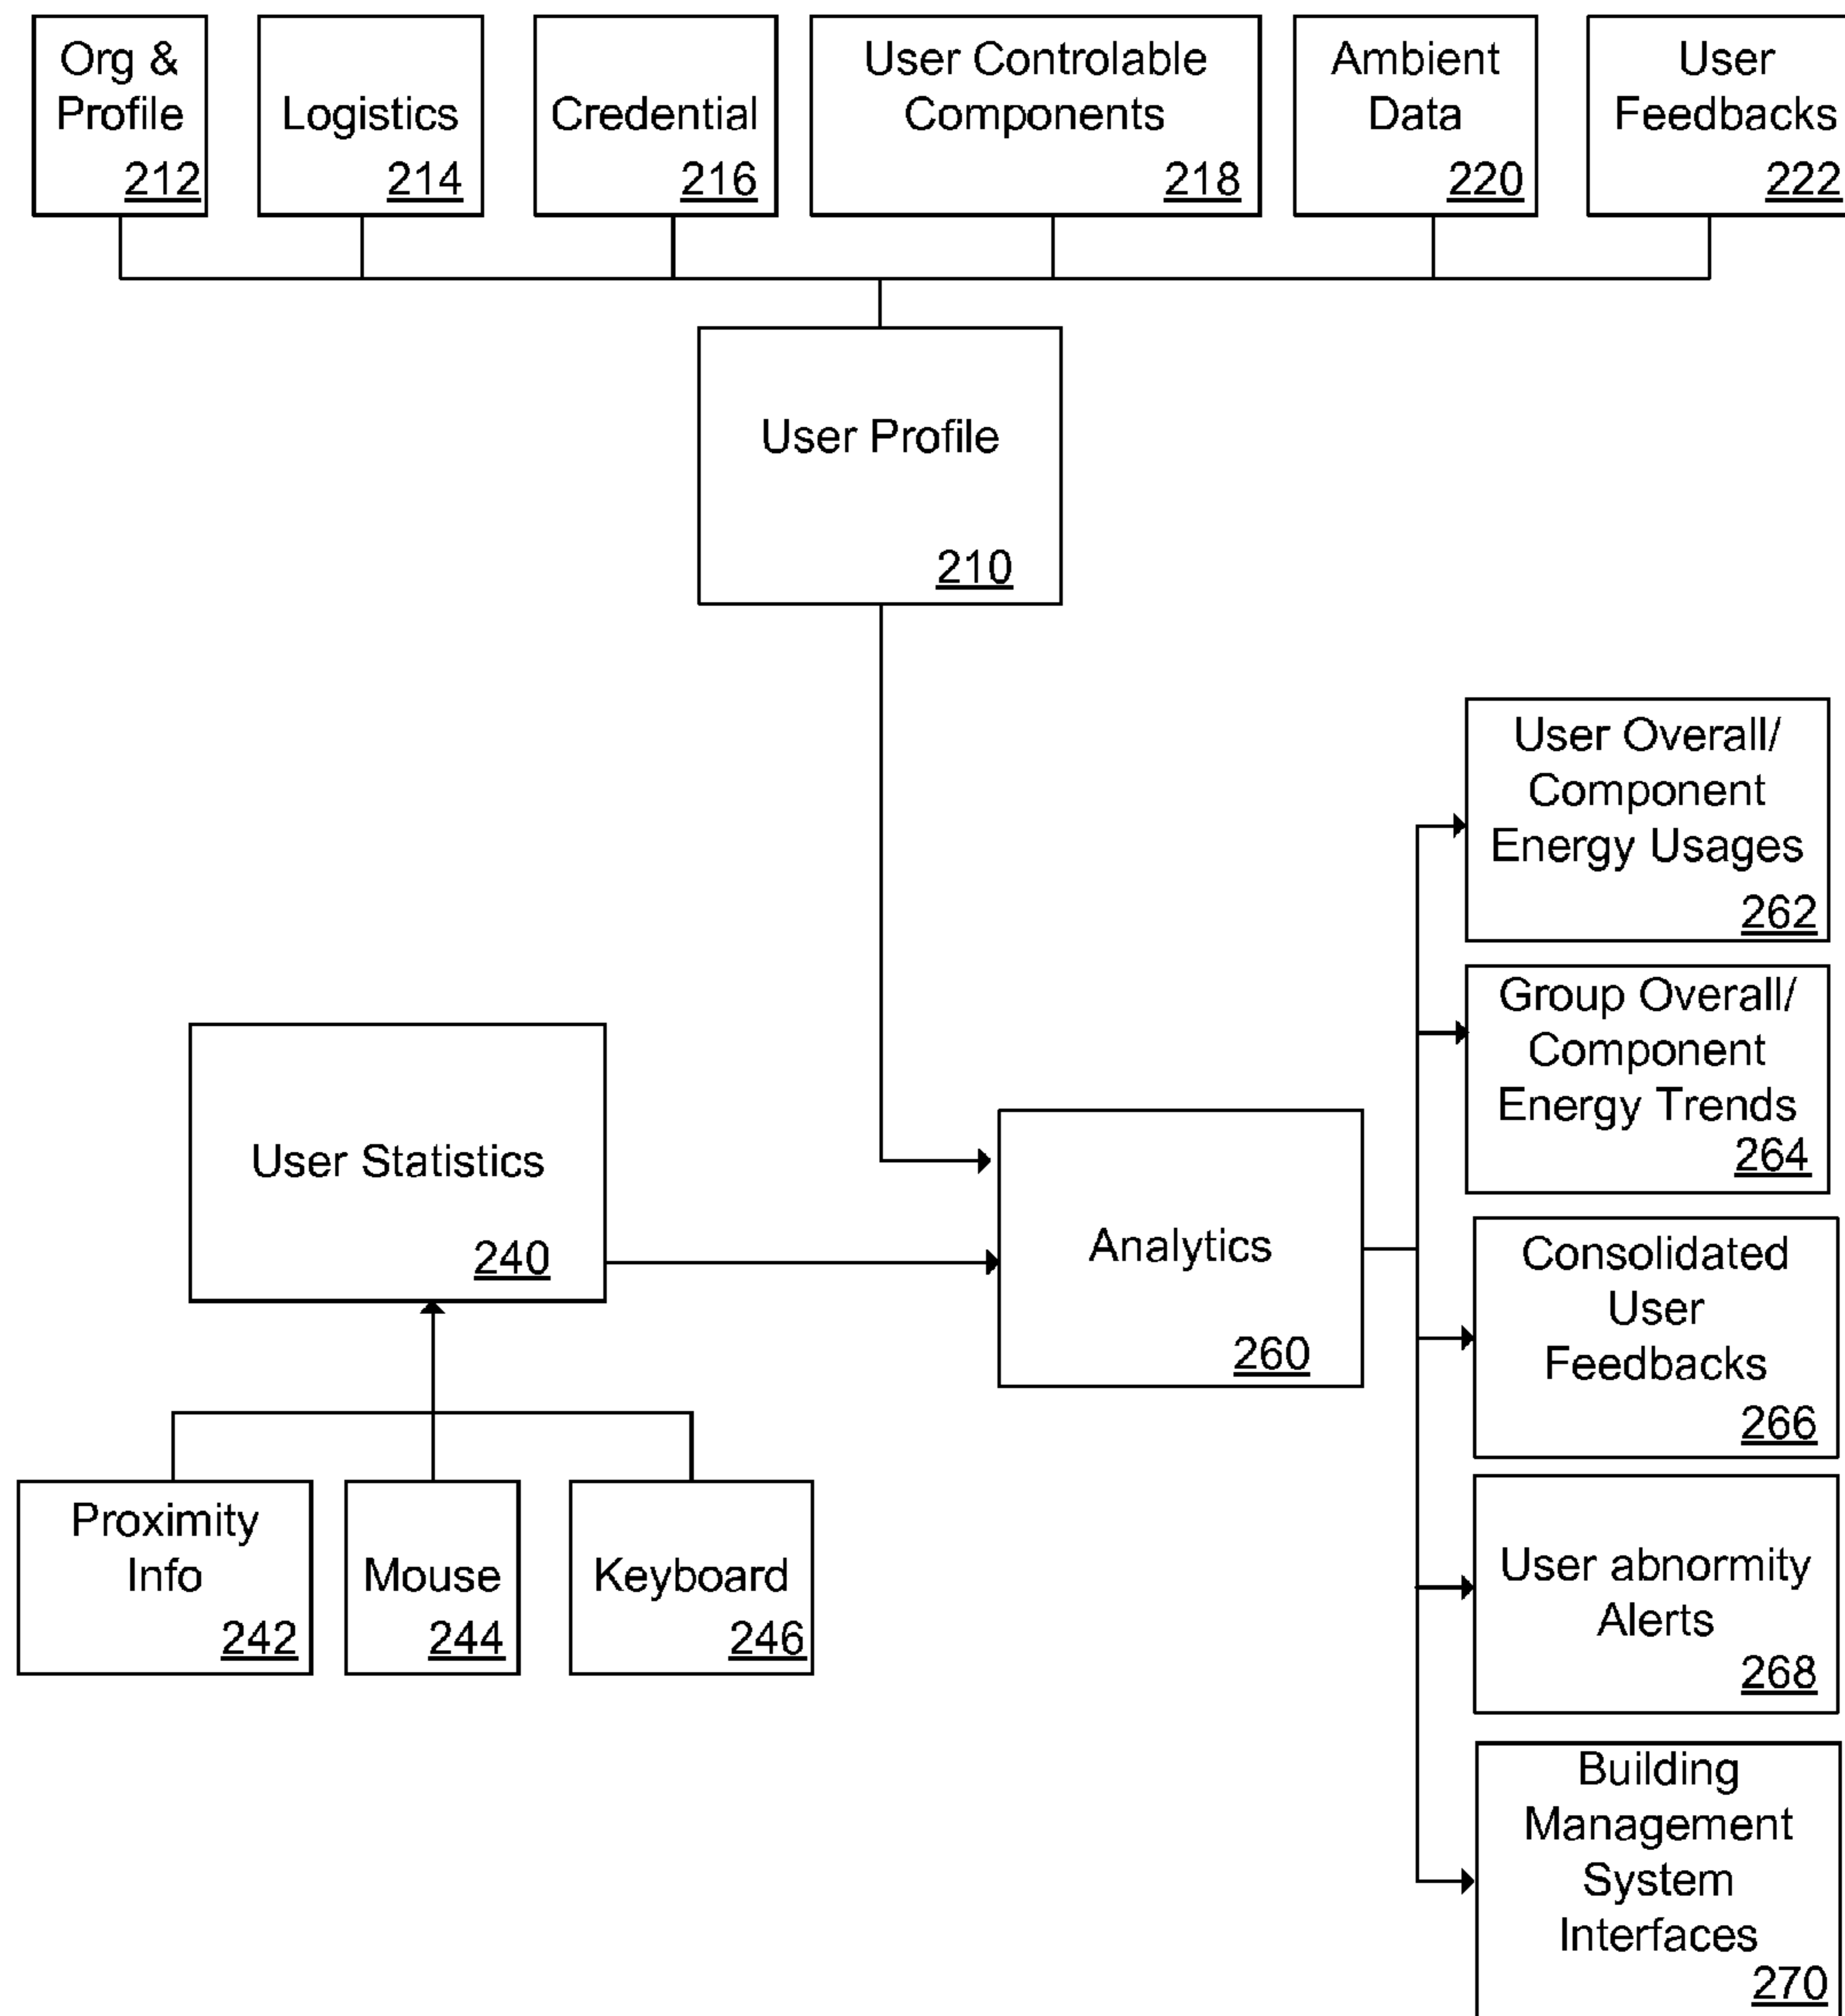 Org &
Profile
212
Logistics
214
Credential
216
User Controlable
Components
218
Ambient
Data
220
User
Feedbacks
222
User Profile
210
User Overall/
Component
Energy Usages
262
Group Overall/
Component
Energy Trends
264
User Statistics
240
Analytics
260
Consolidated
User
Feedbacks
266
Proximity
Info
242
Mouse
244
Keyboard
246
User abnormity
Alerts
268
Building
Management
System
Interfaces
270